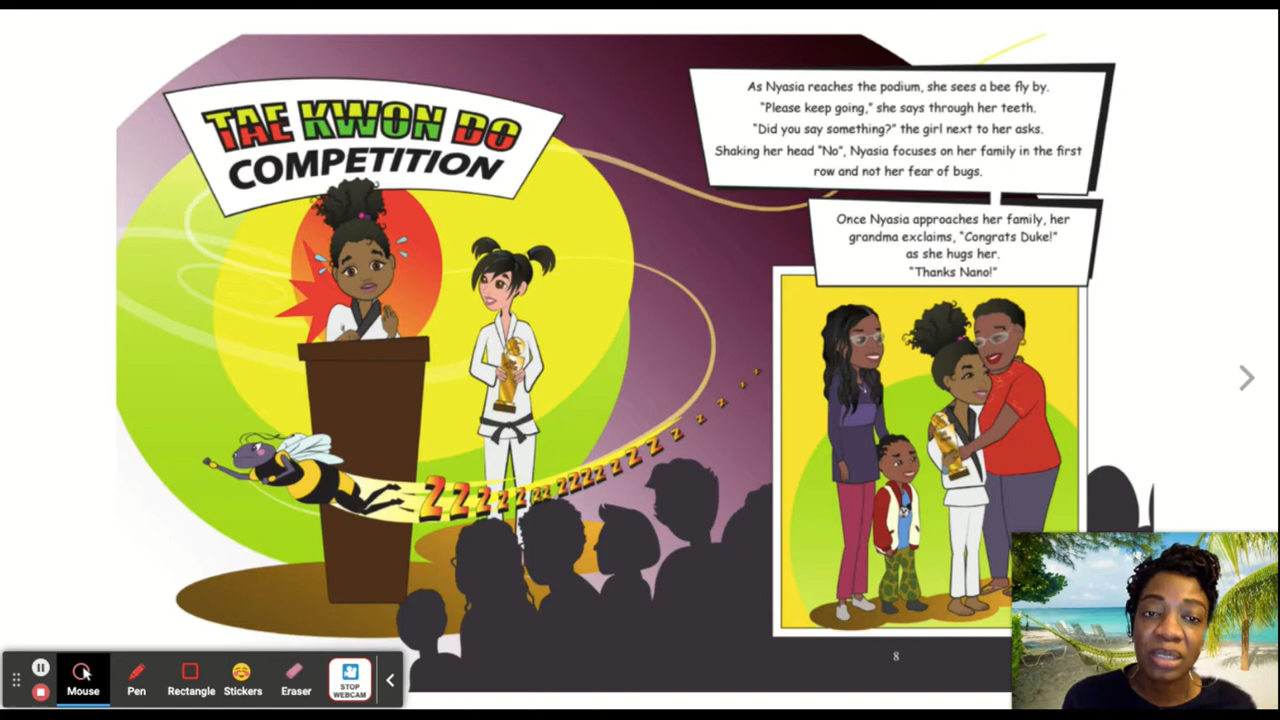 TAE KWON DO
COMPETITION
As Nyasia reaches the podium, she sees a bee fly by.
“Please keep going,” she says through her teeth.
“Did you say something?” the girl next to her asks.
Shaking her head “No”, Nyasia focuses on her family in the first
row and not her fear of bugs.
Once Nyasia approaches her family, her
grandma exclaims, “Congrats Duke!”
as she hugs her.
“Thanks Nano!”
Z Z Z Z Z ZZ ZZZZ Z Z Z Z Z Z Z
8
Mouse
Pen
Rectangle
Stickers
Eraser
STOP
WEBCAM